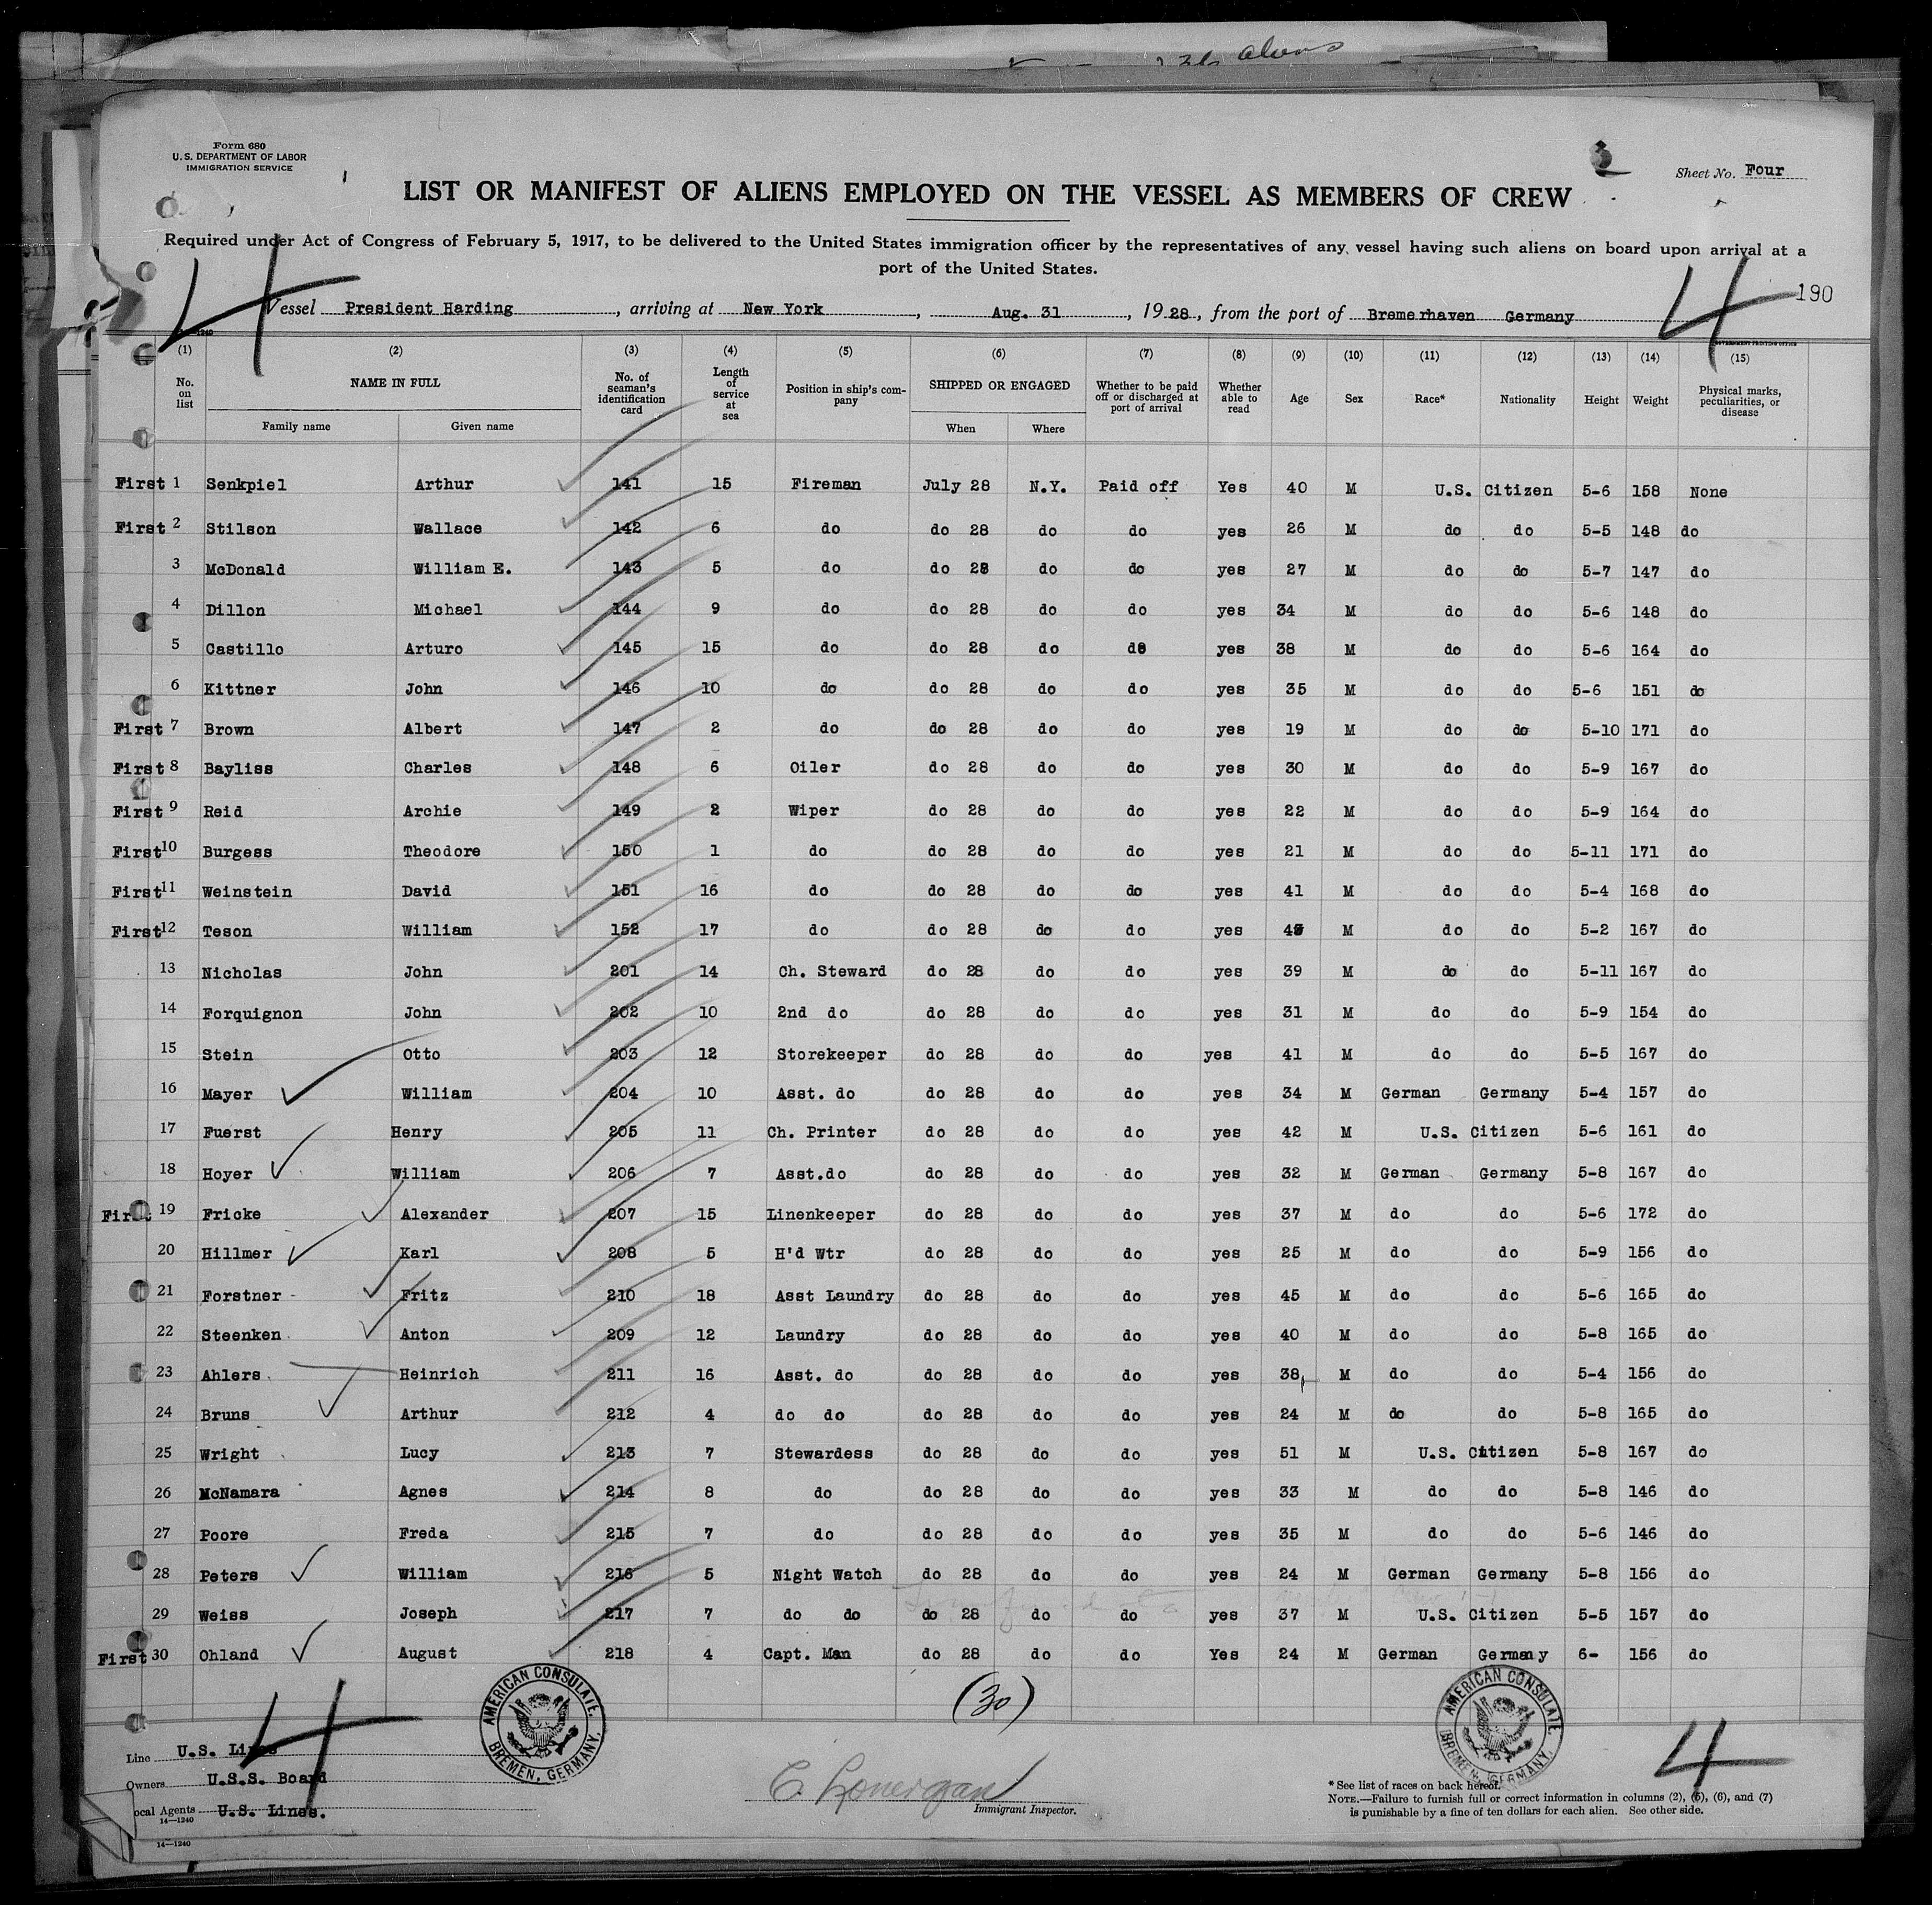 aliens
Form 680
U. S. DEPARTMENT OF LABOR
IMMIGRATION SERVICE
Sheet No. Four
LIST OR MANIFEST OF ALIENS EMPLOYED ON THE VESSEL AS MEMBERS OF CREW
Required under Act of Congress of February 5, 1917, to be delivered to the United States immigration officer by the representatives of any vessel having such aliens on board upon arrival at a
port of the United States.
4 4
190
Vessel President Harding, arriving at New York, Aug. 31, 1928, from the port of Bremerhaven Germany
(1) (2) (3) (4) (5) (6) (7) (8) (9) (10) (11) (12) (13) (14) (15)
No. on list NAME IN FULL No. of seaman's identification card Length of service at sea Position in ship's company SHIPPED OR ENGAGED Whether to be paid off or discharged at port of arrival Whether able to read Age Sex Race* Nationality Height Weight Physical marks, peculiarities, or disease
Family name Given name When Where
First 1 Senkpiel Arthur 141 15 Fireman July 28 N.Y. Paid off Yes 40 M U.S. Citizen 5-6 158 None
First 2 Stilson Wallace 142 6 do do 28 do do yes 26 M do do 5-5 148 do
3 McDonald William E. 143 5 do do 28 do do yes 27 M do do 5-7 147 do
4 Dillon Michael 144 9 do do 28 do do yes 34 M do do 5-6 148 do
5 Castillo Arturo 145 15 do do 28 do do yes 38 M do do 5-6 164 do
6 Kittner John 146 10 do do 28 do do yes 35 M do do 5-6 151 do
First 7 Brown Albert 147 2 do do 28 do do yes 19 M do do 5-10 171 do
First 8 Bayliss Charles 148 6 Oiler do 28 do do yes 30 M do do 5-9 167 do
First 9 Reid Archie 149 2 Wiper do 28 do do yes 22 M do do 5-9 164 do
First 10 Burgess Theodore 150 1 do do 28 do do yes 21 M do do 5-11 171 do
First 11 Weinstein David 151 16 do do 28 do do yes 41 M do do 5-4 168 do
First 12 Teson William 152 17 do do 28 do do yes M do do 5-2 167 do
13 Nicholas John 201 14 Ch. Steward do 28 do do yes 39 M do do 5-11 167 do
14 Forquignon John 202 10 2nd do do 28 do do yes 31 M do do 5-9 154 do
15 Stein Otto 203 12 Storekeeper do 28 do do yes 41 M do do 5-5 167 do
16 Mayer William 204 10 Asst. do do 28 do do yes 34 M German Germany 5-4 157 do
17 Fuerst Henry 205 11 Ch. Printer do 28 do do yes 42 M U.S. Citizen 5-6 161 do
18 Hoyer William 206 7 Asst.do do 28 do do yes 32 M German Germany 5-8 167 do
First 19 Fricke Alexander 207 15 Linenkeeper do 28 do do yes 37 M do do 5-6 172 do
20 Hillmer Karl 208 5 H'd Wtr do 28 do do yes 25 M do do 5-9 156 do
21 Forstner Fritz 210 18 Asst Laundry do 28 do do yes 45 M do do 5-6 165 do
22 Steenken Anton 209 12 Laundry do 28 do do yes 40 M do do 5-8 165 do
23 Ahlers Heinrich 211 16 Asst. do do 28 do do yes 38 M do do 5-4 156 do
24 Bruns Arthur 212 4 do do do 28 do do yes 24 M do do 5-8 165 do
25 Wright Lucy 213 7 Stewardess do 28 do do yes 51 M U.S. Citizen 5-8 167 do
26 McNamara Agnes 214 8 do do 28 do do yes 33 M do do 5-8 146 do
27 Poore Freda 215 7 do do 28 do do yes 35 M do do 5-6 146 do
28 Peters William 216 5 Night Watch do 28 do do yes 24 M German Germany 5-8 156 do
29 Weiss Joseph 217 7 do do do 28 do do yes 37 M U.S. Citizen 5-5 157 do
First 30 Ohland August 218 4 Capt. Man do 28 do do Yes 24 M German Germany 6- 156 do
(30)
AMERICAN CONSULATE, BREMEN, GERMANY.
AMERICAN CONSULATE, BREMEN, GERMANY.
4 4
Line U.S. Lines
Owners U.S.S. Board
Local Agents U.S. Lines.
14—1240
14—1240
C. Lonergan
Immigrant Inspector.
* See list of races on back hereof.
NOTE.—Failure to furnish full or correct information in columns (2), (5), (6), and (7)
is punishable by a fine of ten dollars for each alien. See other side.